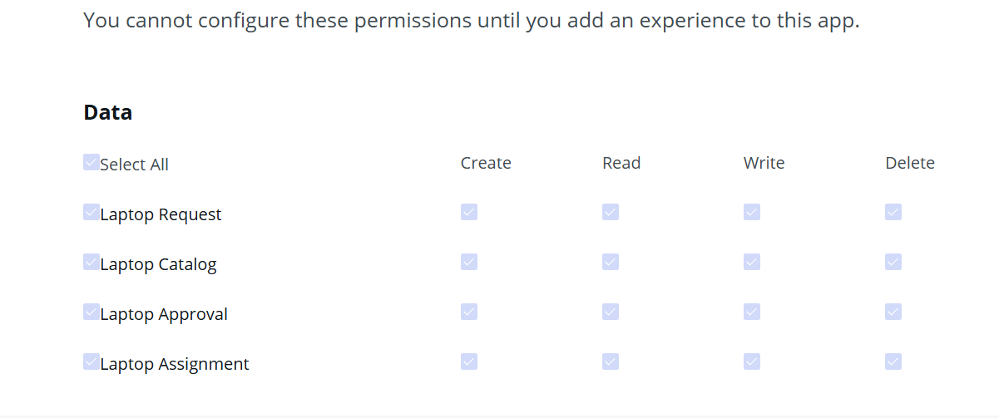 You cannot configure these permissions until you add an experience to this app.
Data
Select All Create Read Write Delete
Laptop Request
Laptop Catalog
Laptop Approval
Laptop Assignment